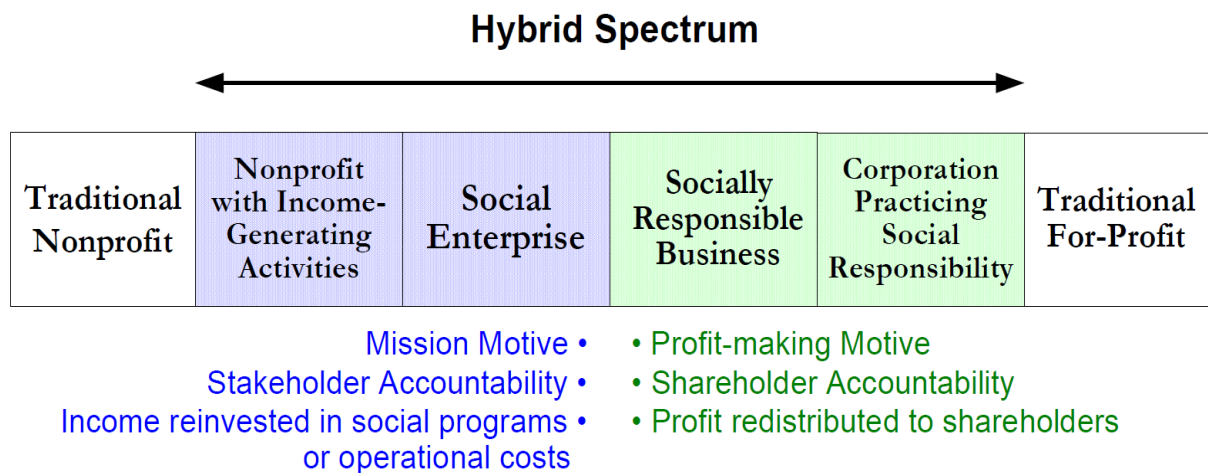 Hybrid Spectrum
Traditional
Nonprofit
Nonprofit
with Income-
Generating
Activities
Social
Enterprise
Socially
Responsible
Business
Corporation
Practicing
Social
Responsibility
Traditional
For-Profit
Mission Motive •
Stakeholder Accountability •
Income reinvested in social programs •
or operational costs
• Profit-making Motive
• Shareholder Accountability
• Profit redistributed to shareholders